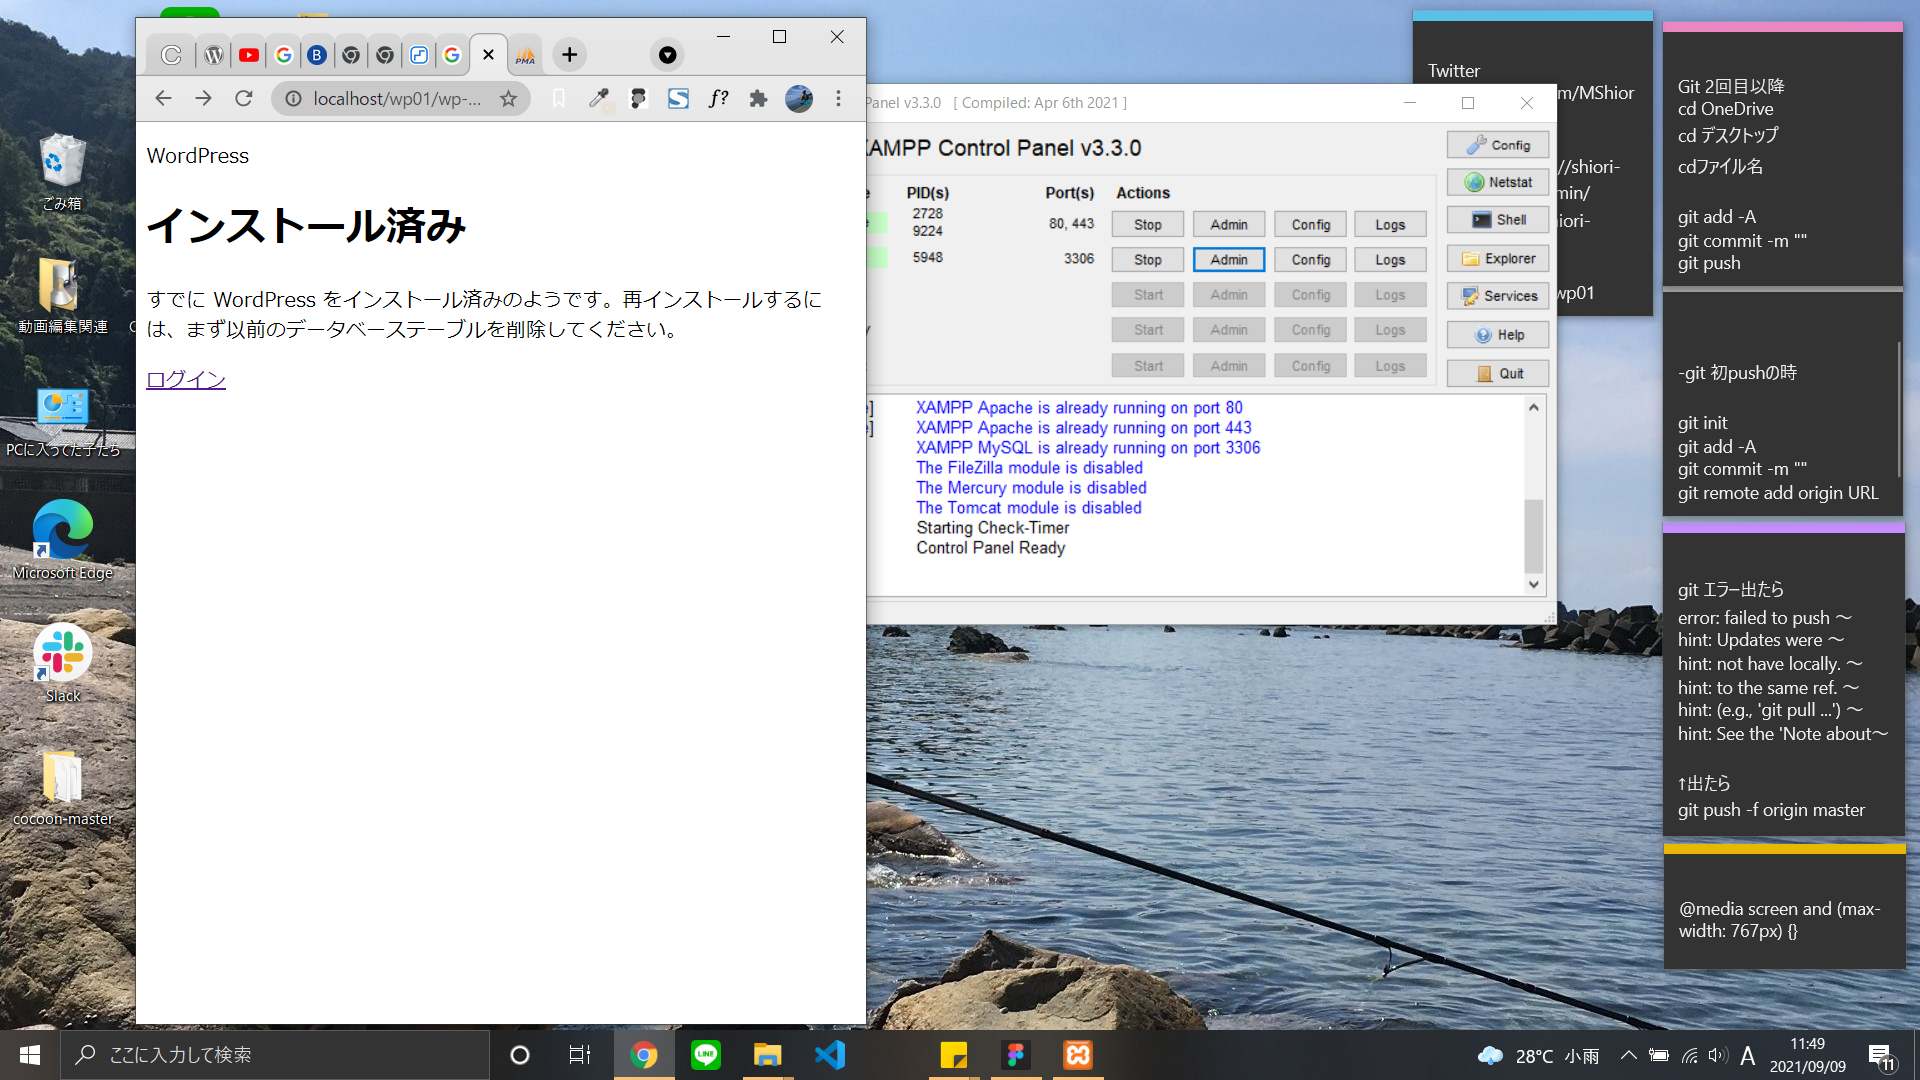 localhost/wp01/wp-...
WordPress
インストール済み
すでに WordPress をインストール済みのようです。再インストールするに
は、まず以前のデータベーステーブルを削除してください。
ログイン
ごみ箱
動画編集関連
PCに入ってた子たち
Microsoft Edge
Slack
cocoon-master
Panel v3.3.0 [ Compiled: Apr 6th 2021 ]
XAMPP Control Panel v3.3.0
PID(s) Port(s) Actions
2728
9224 80, 443 Stop Admin Config Logs
5948 3306 Stop Admin Config Logs
Start Admin Config Logs
Start Admin Config Logs
Start Admin Config Logs
Config
Netstat
Shell
Explorer
Services
Help
Quit
XAMPP Apache is already running on port 80
XAMPP Apache is already running on port 443
XAMPP MySQL is already running on port 3306
The FileZilla module is disabled
The Mercury module is disabled
The Tomcat module is disabled
Starting Check-Timer
Control Panel Ready
Twitter
m/MShior
//shiori-
min/
iori-
wp01
Git 2回目以降
cd OneDrive
cd デスクトップ
cdファイル名
git add -A
git commit -m ""
git push
-git 初pushの時
git init
git add -A
git commit -m ""
git remote add origin URL
git エラー出たら
error: failed to push ～
hint: Updates were ～
hint: not have locally. ～
hint: to the same ref. ～
hint: (e.g., 'git pull ...') ～
hint: See the 'Note about～
↑出たら
git push -f origin master
@media screen and (max-
width: 767px) {}
ここに入力して検索
LINE
28°C 小雨
A
11:49
2021/09/09
11